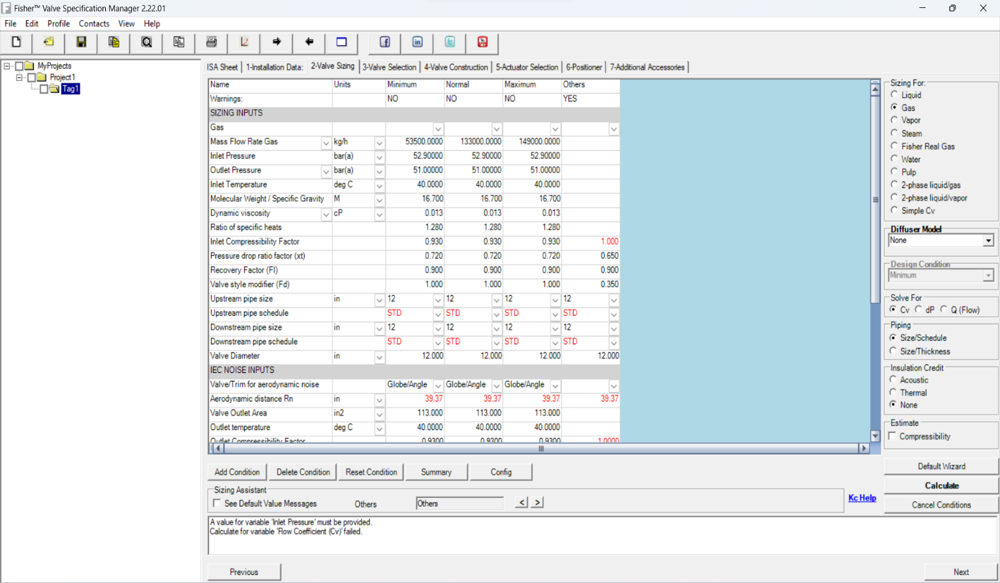 Fisher™ Valve Specification Manager 2.22.01
File Edit Profile Contacts View Help
MyProjects
Project1
Tag1
ISA Sheet 1-Installation Data: 2-Valve Sizing 3-Valve Selection 4-Valve Construction 5-Actuator Selection 6-Positioner 7-Additional Accessories
Name Units Minimum Normal Maximum Others
Warnings: NO NO NO YES
SIZING INPUTS
Gas
Mass Flow Rate Gas kg/h 53500.0000 133000.0000 149000.0000
Inlet Pressure bar(a) 52.90000 52.90000 52.90000
Outlet Pressure bar(a) 51.00000 51.00000 51.00000
Inlet Temperature deg C 40.0000 40.0000 40.0000
Molecular Weight / Specific Gravity M 16.700 16.700 16.700
Dynamic viscosity cP 0.013 0.013 0.013
Ratio of specific heats 1.280 1.280 1.280
Inlet Compressibility Factor 0.930 0.930 0.930 1.000
Pressure drop ratio factor (xt) 0.720 0.720 0.720 0.650
Recovery Factor (Fl) 0.900 0.900 0.900 0.900
Valve style modifier (Fd) 1.000 1.000 1.000 0.350
Upstream pipe size in 12 12 12 12
Upstream pipe schedule STD STD STD STD
Downstream pipe size in 12 12 12 12
Downstream pipe schedule STD STD STD STD
Valve Diameter in 12.000 12.000 12.000 12.000
IEC NOISE INPUTS
Valve/Trim for aerodynamic noise Globe/Angle Globe/Angle Globe/Angle
Aerodynamic distance Rn in 39.37 39.37 39.37 39.37
Valve Outlet Area in2 113.000 113.000 113.000
Outlet temperature deg C 40.0000 40.0000 40.0000
Outlet Compressibility Factor 0.9300 0.9300 0.9300 1.0000
Sizing For:
Liquid
Gas
Vapor
Steam
Fisher Real Gas
Water
Pulp
2-phase liquid/gas
2-phase liquid/vapor
Simple Cv
Diffuser Model
None
Design Condition
Minimum
Solve For
Cv dP Q (Flow)
Piping
Size/Schedule
Size/Thickness
Insulation Credit
Acoustic
Thermal
None
Estimate
Compressibility
Default Wizard
Calculate
Cancel Conditions
Add Condition Delete Condition Reset Condition Summary Config
Sizing Assistant
See Default Value Messages Others Others < >
Kc Help
A value for variable 'Inlet Pressure' must be provided.
Calculate for variable 'Flow Coefficient (Cv)' failed.
Previous Next